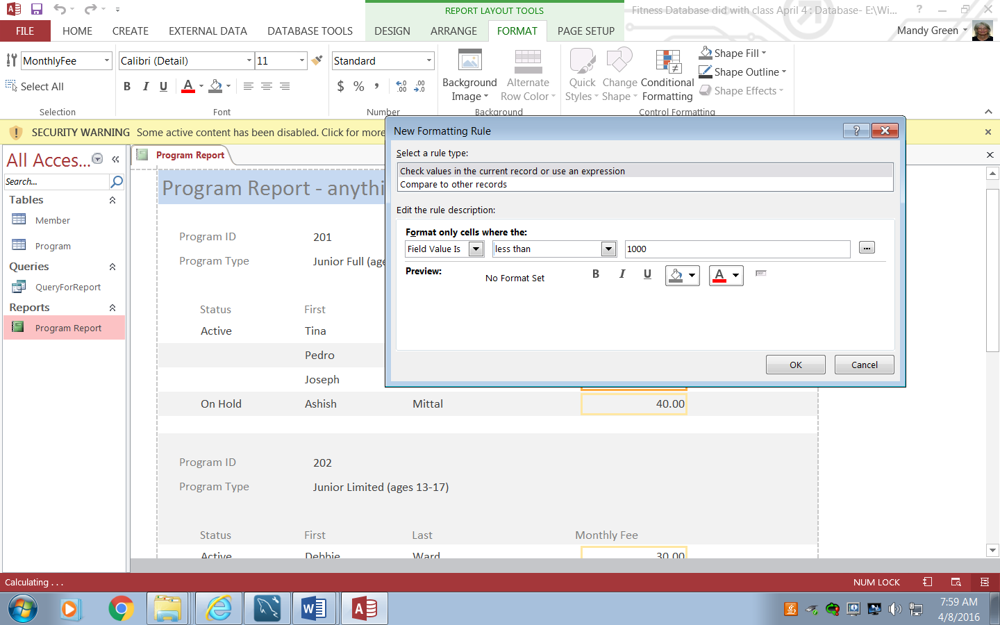 REPORT LAYOUT TOOLS
Fitness Database did with class April 4 : Database- E:\Wi...
FILE HOME CREATE EXTERNAL DATA DATABASE TOOLS DESIGN ARRANGE FORMAT PAGE SETUP
Mandy Green
MonthlyFee
Select All
Selection
Calibri (Detail) 11
B I U A
Font
Standard
$ % , ←.0 .00 .00 →.0
Number
Background Image
Alternate Row Color
Background
Quick Styles
Change Shape
Conditional Formatting
Shape Fill
Shape Outline
Shape Effects
Control Formatting
SECURITY WARNING Some active content has been disabled. Click for more
All Acces...
Search...
Tables
Member
Program
Queries
QueryForReport
Reports
Program Report
Program Report
Program Report - anythi
Program ID 201
Program Type Junior Full (age
Status First
Active Tina
Pedro
Joseph
On Hold Ashish Mittal 40.00
Program ID 202
Program Type Junior Limited (ages 13-17)
Status First Last Monthly Fee
Active Debbie Ward 30.00
New Formatting Rule
Select a rule type:
Check values in the current record or use an expression
Compare to other records
Edit the rule description:
Format only cells where the:
Field Value Is less than 1000 ...
Preview: No Format Set B I U A
OK Cancel
Calculating . . .
NUM LOCK
7:59 AM
4/8/2016